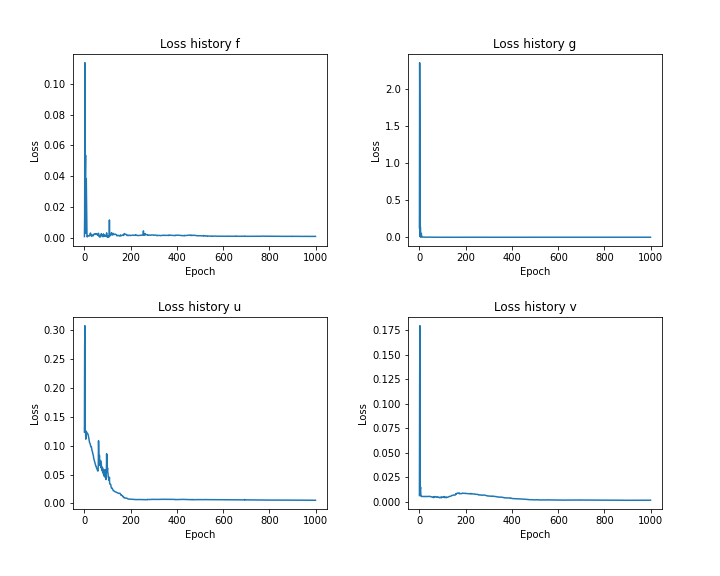 Loss history f
Loss
0.10
0.08
0.06
0.04
0.02
0.00
0 200 400 600 800 1000
Epoch
Loss history g
Loss
2.0
1.5
1.0
0.5
0.0
0 200 400 600 800 1000
Epoch
Loss history u
Loss
0.30
0.25
0.20
0.15
0.10
0.05
0.00
0 200 400 600 800 1000
Epoch
Loss history v
Loss
0.175
0.150
0.125
0.100
0.075
0.050
0.025
0.000
0 200 400 600 800 1000
Epoch